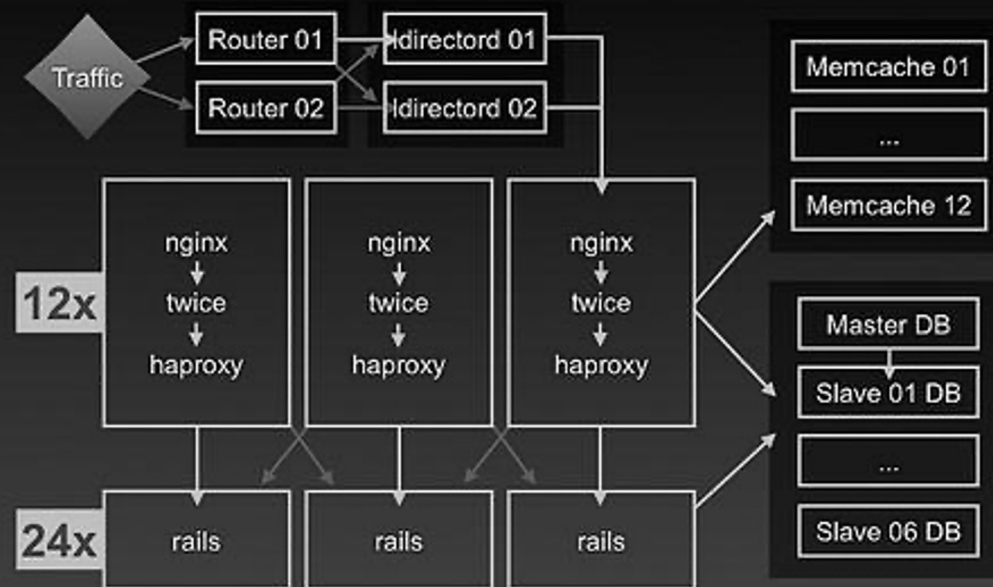 Traffic
Router 01
Router 02
ldirectord 01
ldirectord 02
Memcache 01
...
Memcache 12
12x
nginx
twice
haproxy
nginx
twice
haproxy
nginx
twice
haproxy
Master DB
Slave 01 DB
...
Slave 06 DB
24x
rails
rails
rails